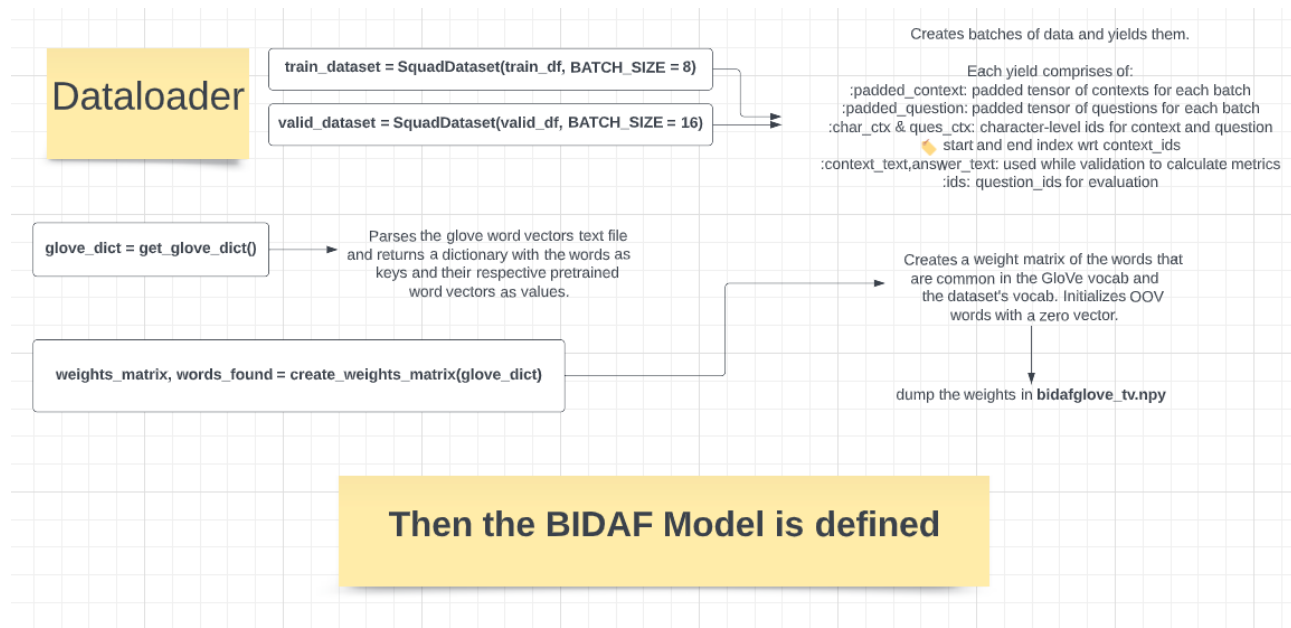 Dataloader
train_dataset = SquadDataset(train_df, BATCH_SIZE = 8)
valid_dataset = SquadDataset(valid_df, BATCH_SIZE = 16)
Creates batches of data and yields them.
Each yield comprises of:
:padded_context: padded tensor of contexts for each batch
:padded_question: padded tensor of questions for each batch
:char_ctx & ques_ctx: character-level ids for context and question
🏷️ start and end index wrt context_ids
:context_text,answer_text: used while validation to calculate metrics
:ids: question_ids for evaluation
glove_dict = get_glove_dict()
Parses the glove word vectors text file
and returns a dictionary with the words as
keys and their respective pretrained
word vectors as values.
weights_matrix, words_found = create_weights_matrix(glove_dict)
Creates a weight matrix of the words that
are common in the GloVe vocab and
the dataset's vocab. Initializes OOV
words with a zero vector.
dump the weights in bidafglove_tv.npy
Then the BIDAF Model is defined